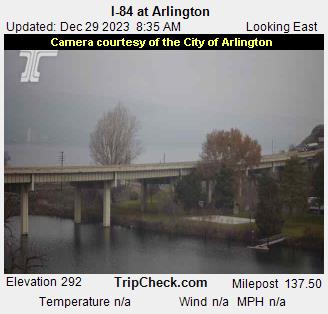 I-84 at Arlington
Updated: Dec 29 2023 8:35 AM Looking East
Camera courtesy of the City of Arlington
Elevation 292 TripCheck.com Milepost 137.50
Temperature n/a Wind n/a MPH n/a